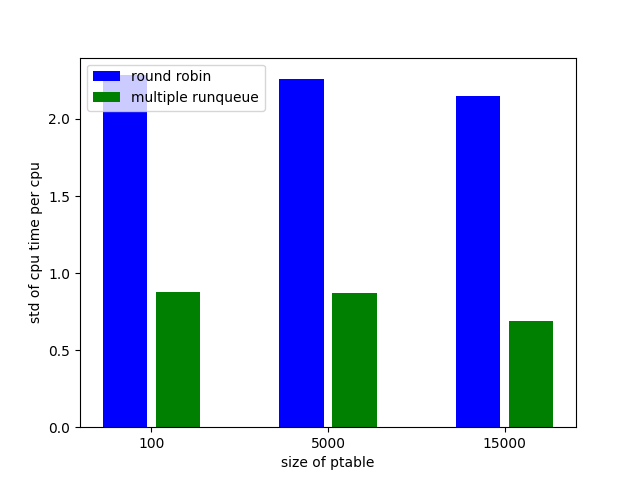 round robin
multiple runqueue
std of cpu time per cpu
2.0
1.5
1.0
0.5
0.0
100
5000
15000
size of ptable